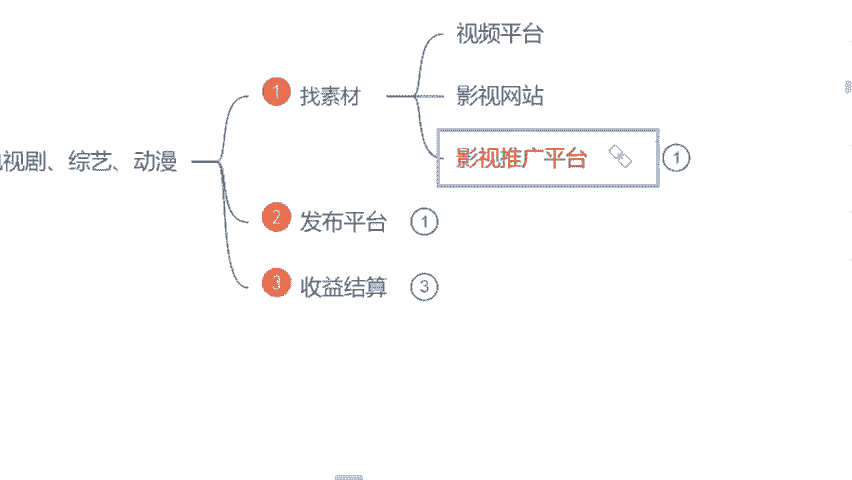 视频平台
1 找素材
影视网站
视剧、综艺、动漫
影视推广平台 1
2 发布平台 1
3 收益结算 3